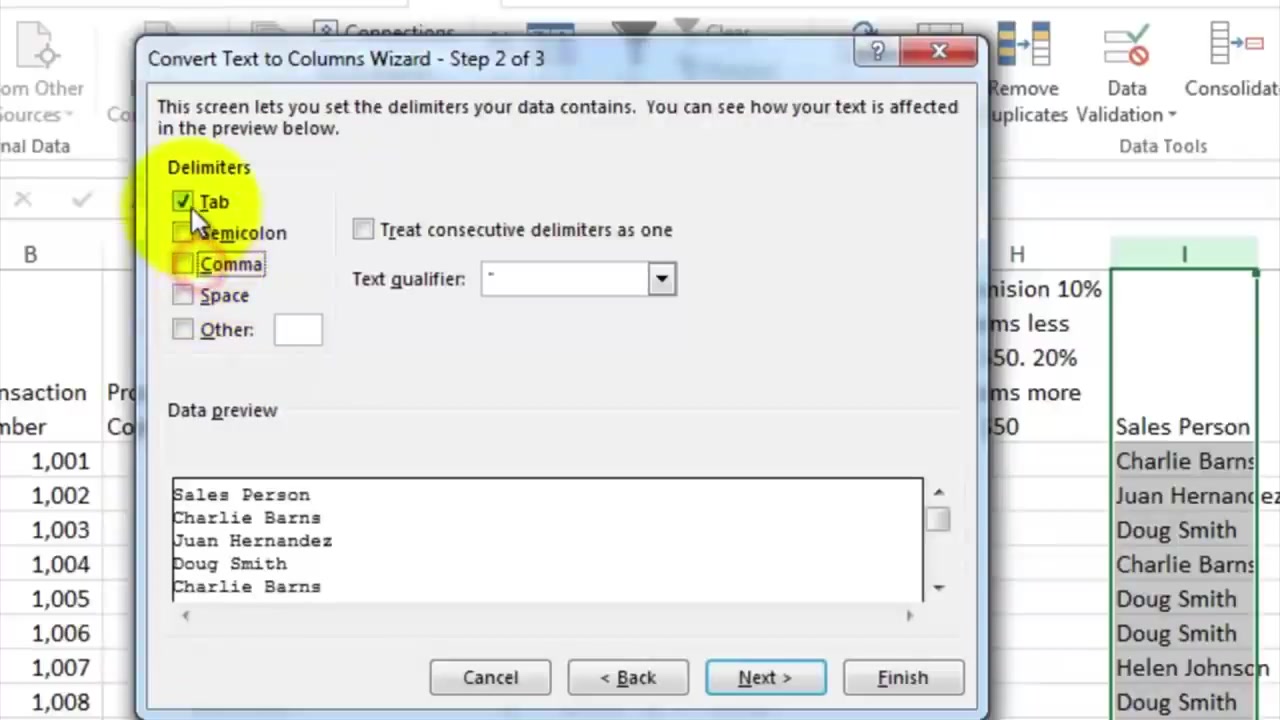 Connections
Clear
om Other
ources
Remove
uplicates
Data
Validation
Consolidat
nal Data
Data Tools
Convert Text to Columns Wizard - Step 2 of 3
?
This screen lets you set the delimiters your data contains. You can see how your text is affected
in the preview below.
Delimiters
Tab
Semicolon
Comma
Space
Other:
Treat consecutive delimiters as one
Text qualifier: "
Data preview
Sales Person
Charlie Barns
Juan Hernandez
Doug Smith
Charlie Barns
Cancel
< Back
Next >
Finish
B
nsaction
mber
1,001
1,002
1,003
1,004
1,005
1,006
1,007
1,008
Pro
Co
H
mision 10%
ms less
50. 20%
ms more
50
I
Sales Person
Charlie Barns
Juan Hernandez
Doug Smith
Charlie Barns
Doug Smith
Doug Smith
Helen Johnson
Doug Smith